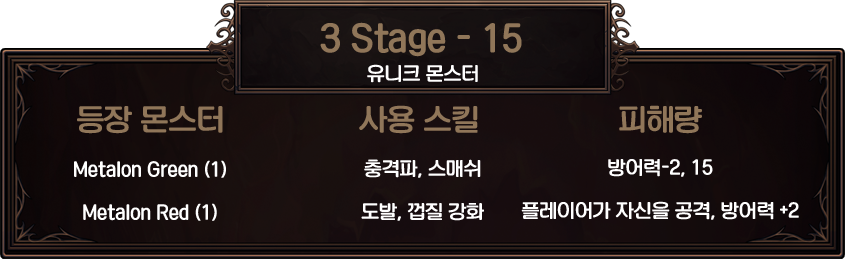 3 Stage - 15
유니크 몬스터
등장 몬스터 사용 스킬 피해량
Metalon Green (1) 충격파, 스매쉬 방어력-2, 15
Metalon Red (1) 도발, 껍질 강화 플레이어가 자신을 공격, 방어력 +2